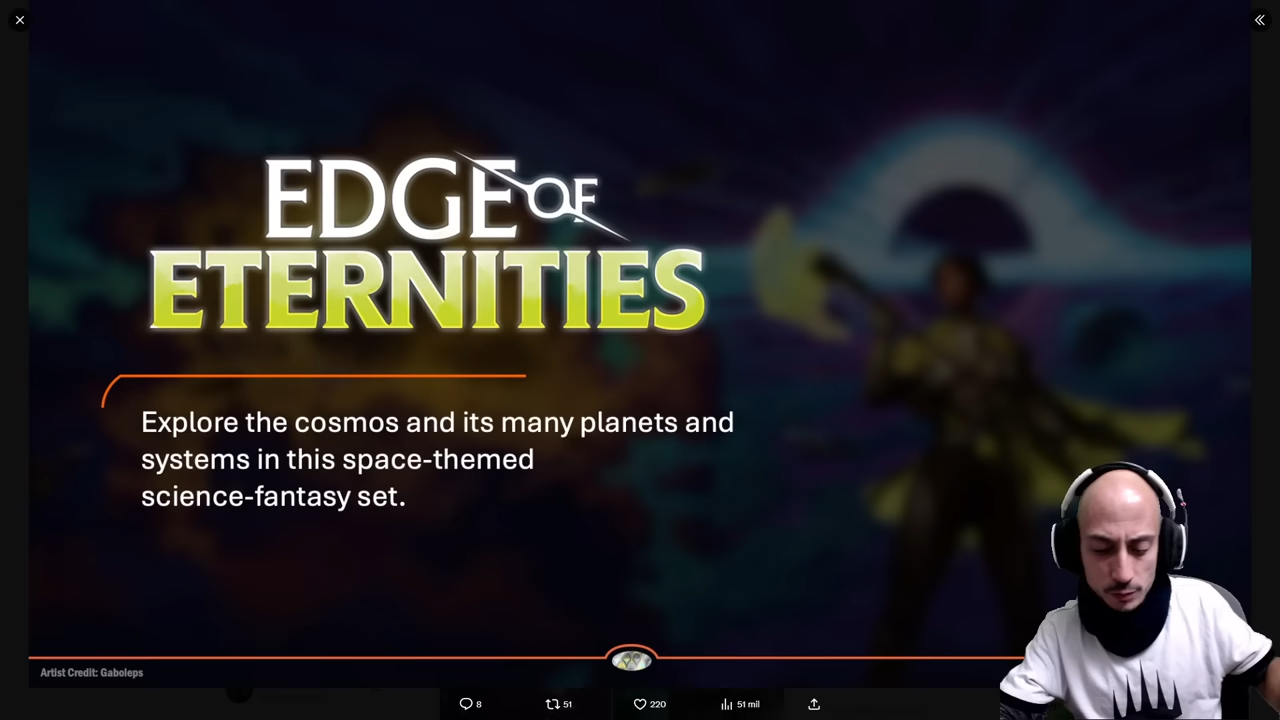 EDGE OF
ETERNITIES
Explore the cosmos and its many planets and
systems in this space-themed
science-fantasy set.
Artist Credit: Gaboleps
8 51 220 51 mil